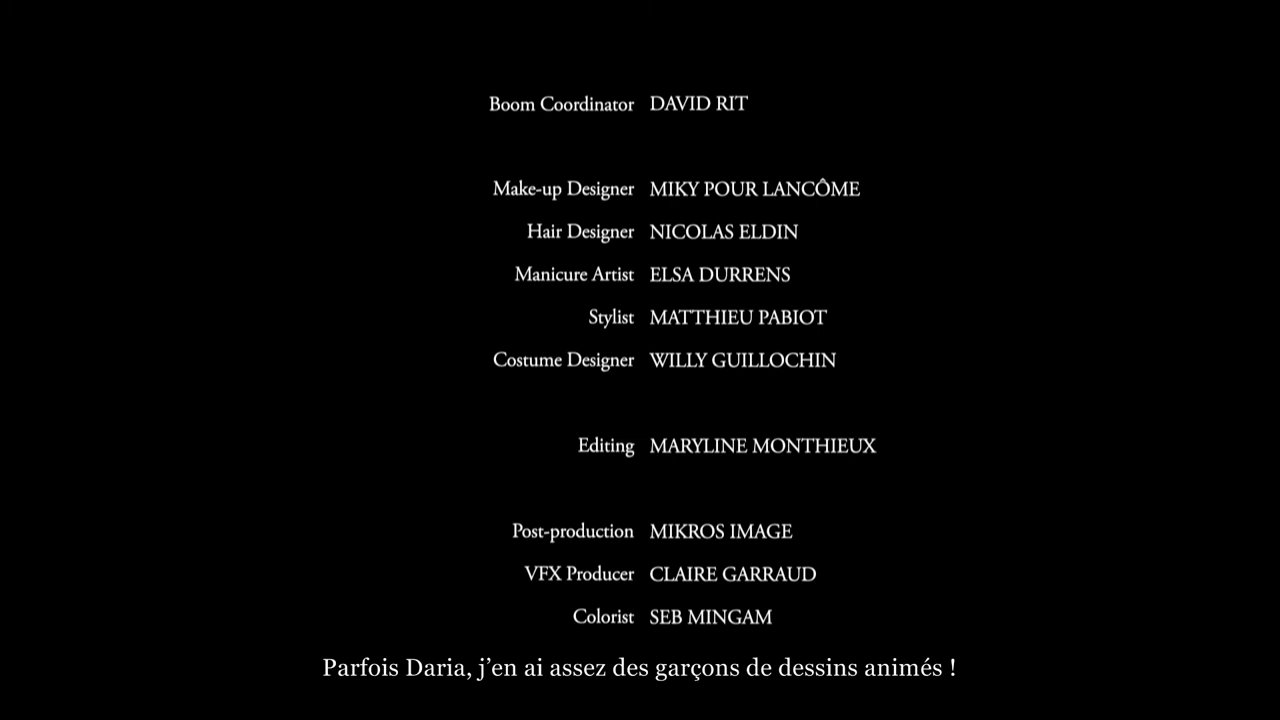 Boom Coordinator DAVID RIT
Make-up Designer MIKY POUR LANCÔME
Hair Designer NICOLAS ELDIN
Manicure Artist ELSA DURRENS
Stylist MATTHIEU PABIOT
Costume Designer WILLY GUILLOCHIN
Editing MARYLINE MONTHIEUX
Post-production MIKROS IMAGE
VFX Producer CLAIRE GARRAUD
Colorist SEB MINGAM
Parfois Daria, j’en ai assez des garçons de dessins animés !